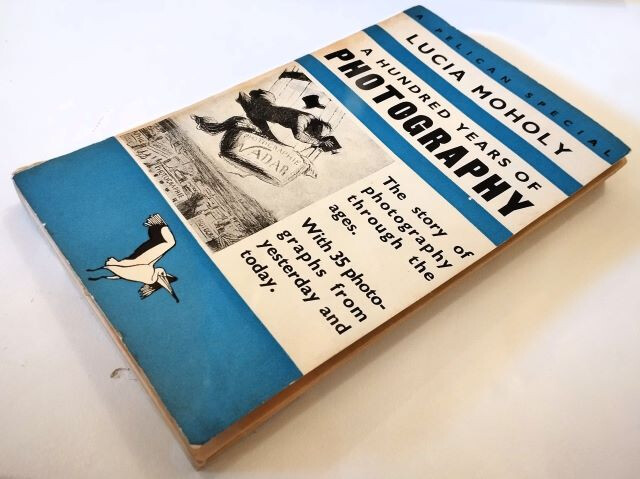 A PELICAN SPECIAL
LUCIA MOHOLY
A HUNDRED YEARS OF
PHOTOGRAPHY
NADAR
The story of
photography
through the
ages.
With 35 photo-
graphs from
yesterday and
today.